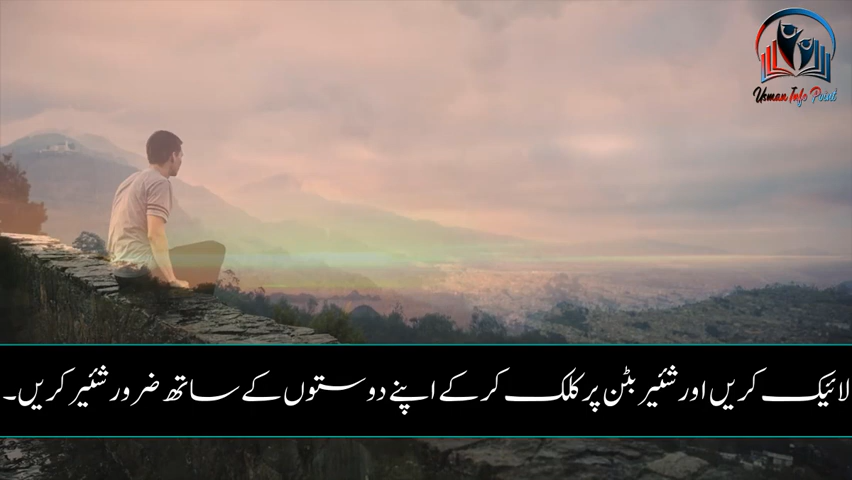 Usman Info Point
لائیک کریں اور شئیر بٹن پر کلک کر کے اپنے دوستوں کے ساتھ ضرور شئیر کریں۔